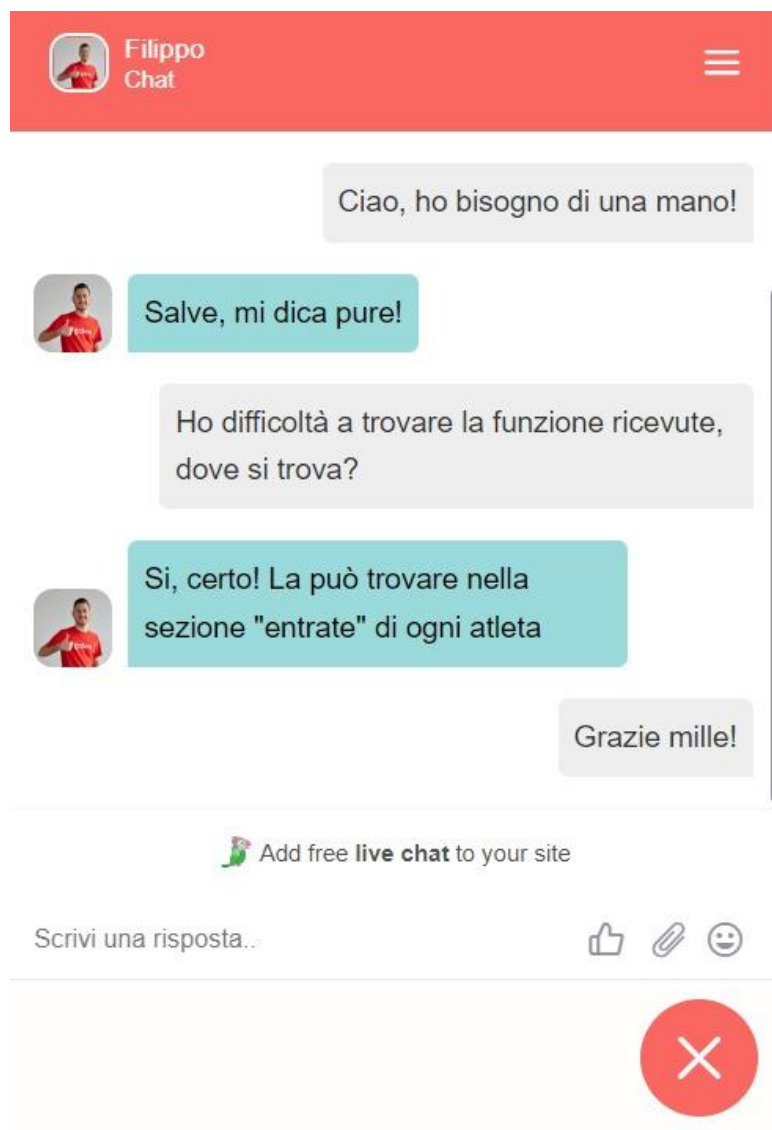 Filippo
Chat
Ciao, ho bisogno di una mano!
Salve, mi dica pure!
Ho difficoltà a trovare la funzione ricevute,
dove si trova?
Si, certo! La può trovare nella
sezione "entrate" di ogni atleta
Grazie mille!
Add free live chat to your site
Scrivi una risposta..